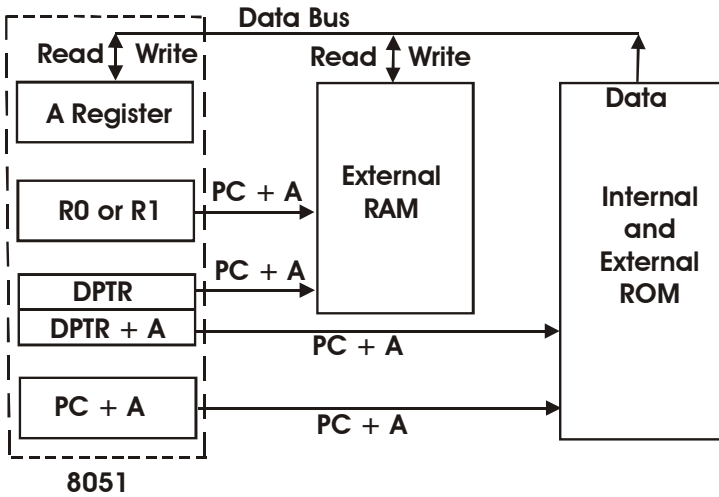 Data Bus
Read Write
Read Write
A Register
Data
External
RAM
Internal
and
External
ROM
R0 or R1
PC + A
DPTR
PC + A
DPTR + A
PC + A
PC + A
PC + A
8051